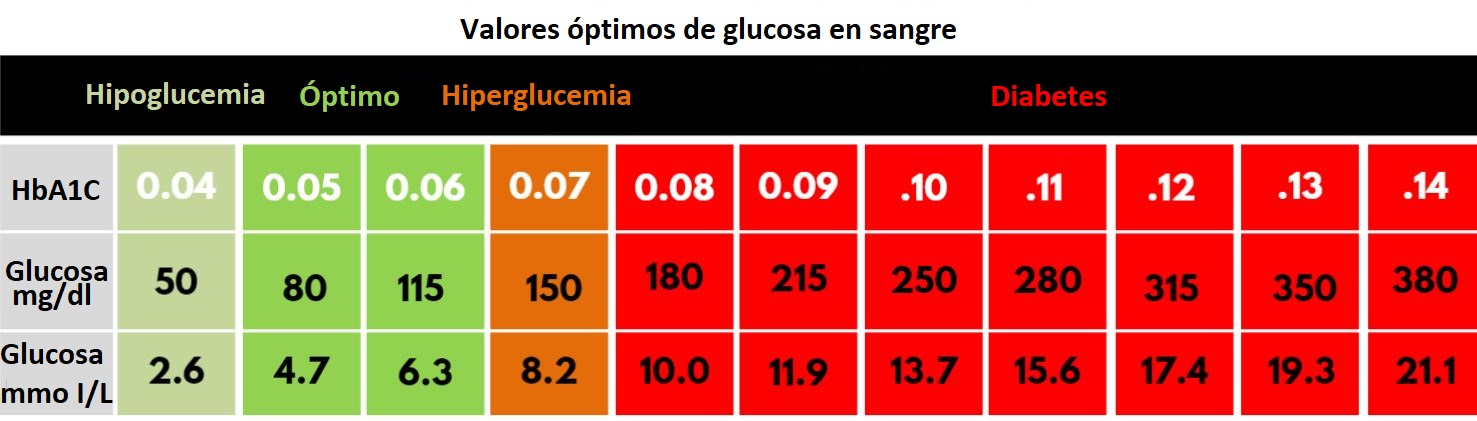 Valores óptimos de glucosa en sangre
Hipoglucemia Óptimo Hiperglucemia Diabetes
HbA1C 0.04 0.05 0.06 0.07 0.08 0.09 .10 .11 .12 .13 .14
Glucosa
mg/dl 50 80 115 150 180 215 250 280 315 350 380
Glucosa
mmo l/L 2.6 4.7 6.3 8.2 10.0 11.9 13.7 15.6 17.4 19.3 21.1